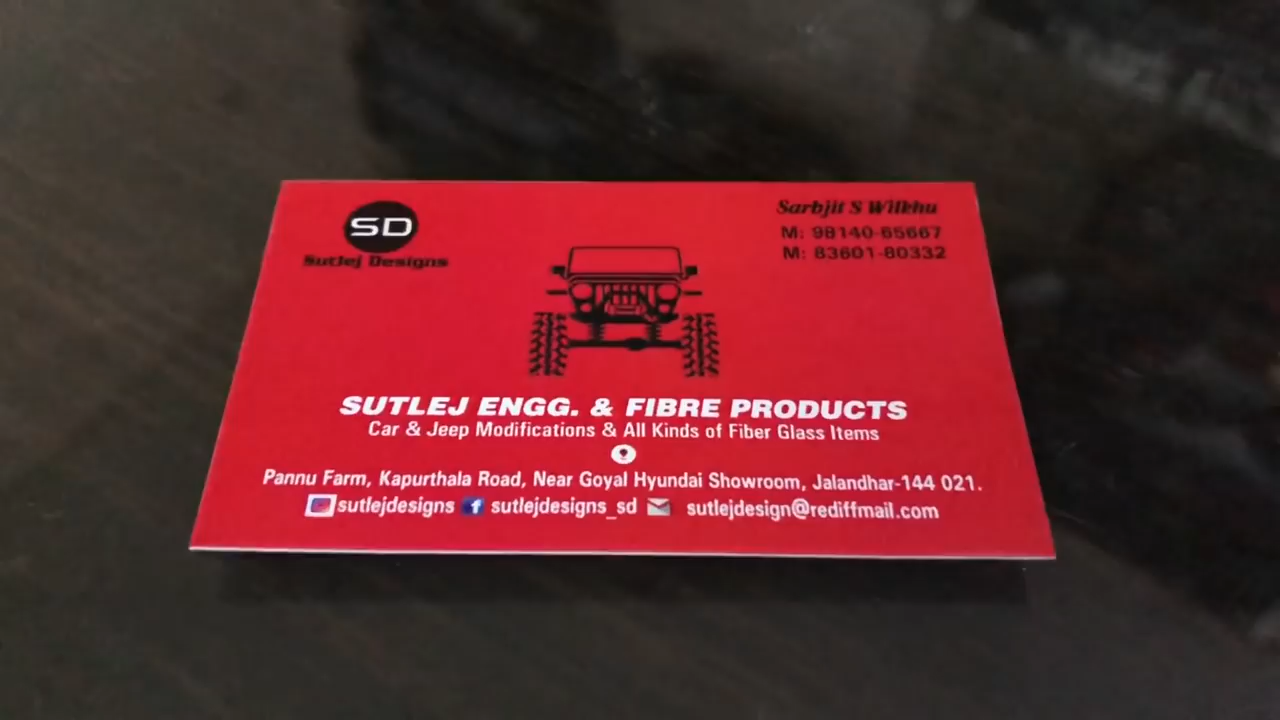 SD
Sutlej Designs
Sarbjit S Wilkhu
M: 98140-65667
M: 83601-80332
SUTLEJ ENGG. & FIBRE PRODUCTS
Car & Jeep Modifications & All Kinds of Fiber Glass Items
Pannu Farm, Kapurthala Road, Near Goyal Hyundai Showroom, Jalandhar-144 021.
sutlejdesigns f sutlejdesigns_sd sutlejdesign@rediffmail.com